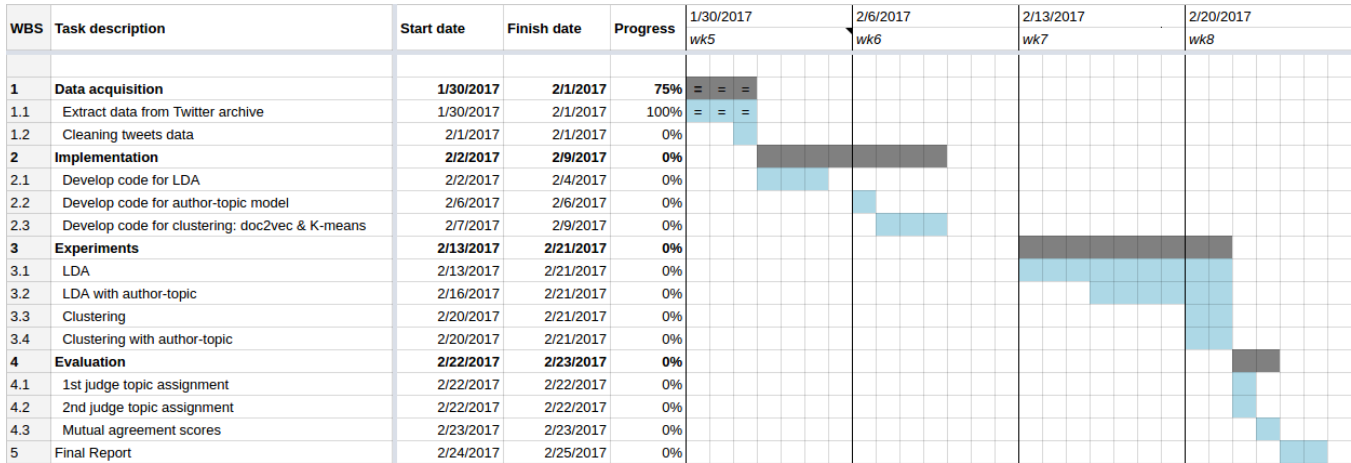 WBS Task description Start date Finish date Progress 1/30/2017 2/6/2017 2/13/2017 2/20/2017
wk5 wk6 wk7 wk8
1 Data acquisition 1/30/2017 2/1/2017 75% = = =
1.1 Extract data from Twitter archive 1/30/2017 2/1/2017 100% = = =
1.2 Cleaning tweets data 2/1/2017 2/1/2017 0%
2 Implementation 2/2/2017 2/9/2017 0%
2.1 Develop code for LDA 2/2/2017 2/4/2017 0%
2.2 Develop code for author-topic model 2/6/2017 2/6/2017 0%
2.3 Develop code for clustering: doc2vec & K-means 2/7/2017 2/9/2017 0%
3 Experiments 2/13/2017 2/21/2017 0%
3.1 LDA 2/13/2017 2/21/2017 0%
3.2 LDA with author-topic 2/16/2017 2/21/2017 0%
3.3 Clustering 2/20/2017 2/21/2017 0%
3.4 Clustering with author-topic 2/20/2017 2/21/2017 0%
4 Evaluation 2/22/2017 2/23/2017 0%
4.1 1st judge topic assignment 2/22/2017 2/22/2017 0%
4.2 2nd judge topic assignment 2/22/2017 2/22/2017 0%
4.3 Mutual agreement scores 2/23/2017 2/23/2017 0%
5 Final Report 2/24/2017 2/25/2017 0%